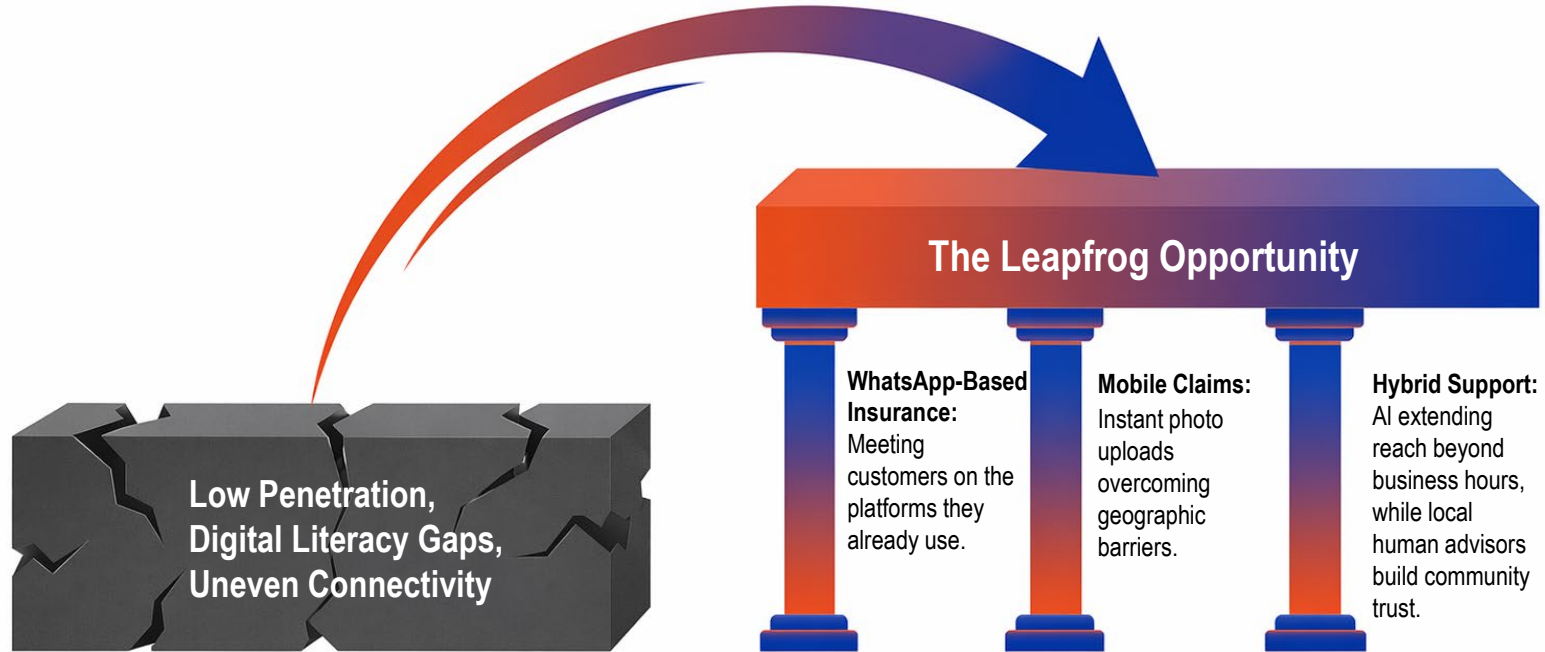 The Leapfrog Opportunity
Low Penetration,
Digital Literacy Gaps,
Uneven Connectivity
WhatsApp-Based
Insurance:
Meeting
customers on the
platforms they
already use.
Mobile Claims:
Instant photo
uploads
overcoming
geographic
barriers.
Hybrid Support:
AI extending
reach beyond
business hours,
while local
human advisors
build community
trust.